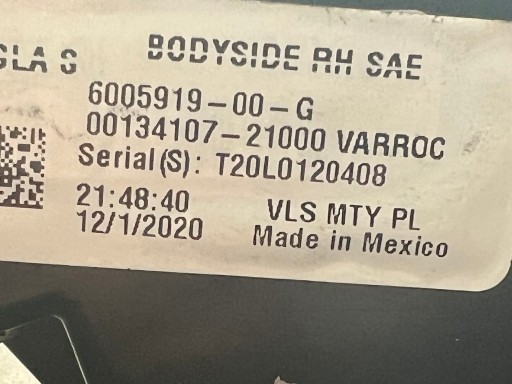 SLA S BODYSIDE RH SAE
6005919-00-G
00134107-21000 VARROC
Serial(S): T20L0120408
21:48:40 VLS MTY PL
12/1/2020 Made in Mexico